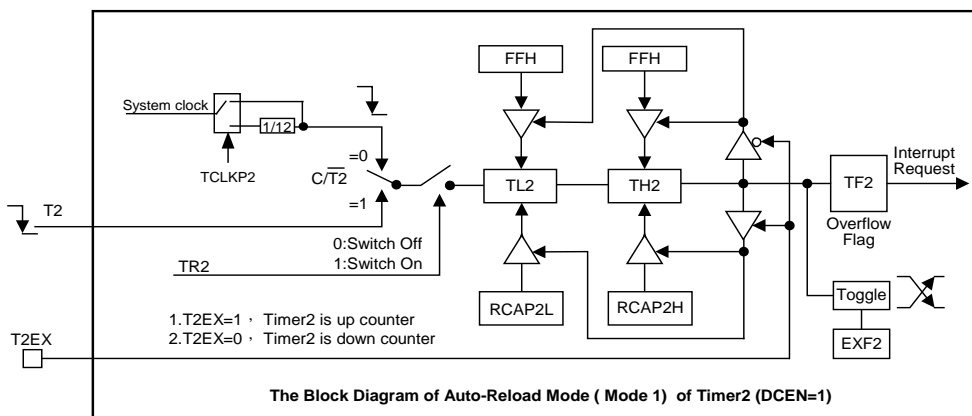 FFH
FFH
System clock
1/12
TCLKP2
=0
C/T2
=1
T2
TL2
TH2
TF2
Interrupt
Request
Overflow
Flag
0:Switch Off
1:Switch On
TR2
RCAP2L
RCAP2H
Toggle
EXF2
1.T2EX=1， Timer2 is up counter
2.T2EX=0， Timer2 is down counter
T2EX
The Block Diagram of Auto-Reload Mode ( Mode 1) of Timer2 (DCEN=1)